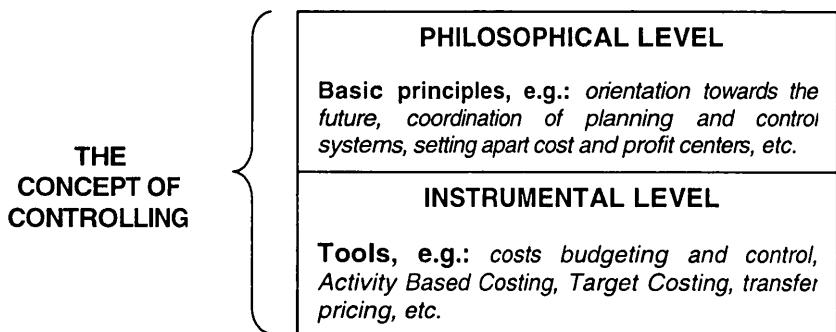 THE
CONCEPT OF
CONTROLLING
PHILOSOPHICAL LEVEL
Basic principles, e.g.: orientation towards the
future, coordination of planning and control
systems, setting apart cost and profit centers, etc.
INSTRUMENTAL LEVEL
Tools, e.g.: costs budgeting and control,
Activity Based Costing, Target Costing, transfer
pricing, etc.